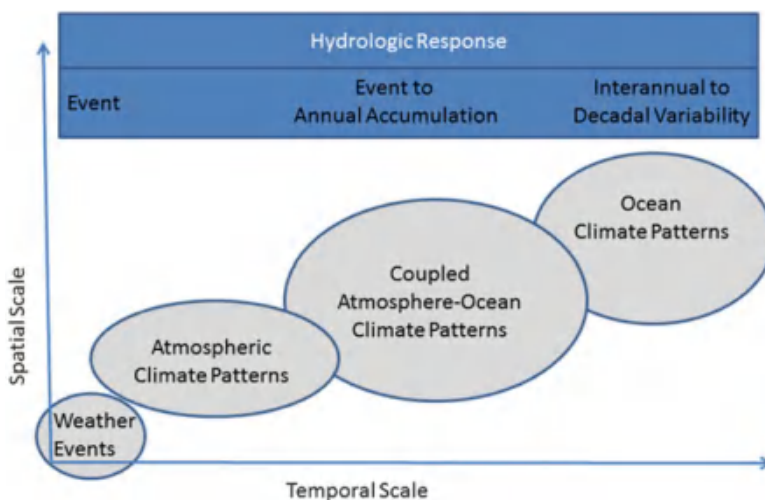 Hydrologic Response
Event
Event to
Annual Accumulation
Interannual to
Decadal Variability
Ocean
Climate Patterns
Coupled
Atmosphere-Ocean
Climate Patterns
Atmospheric
Climate Patterns
Weather
Events
Spatial Scale
Temporal Scale